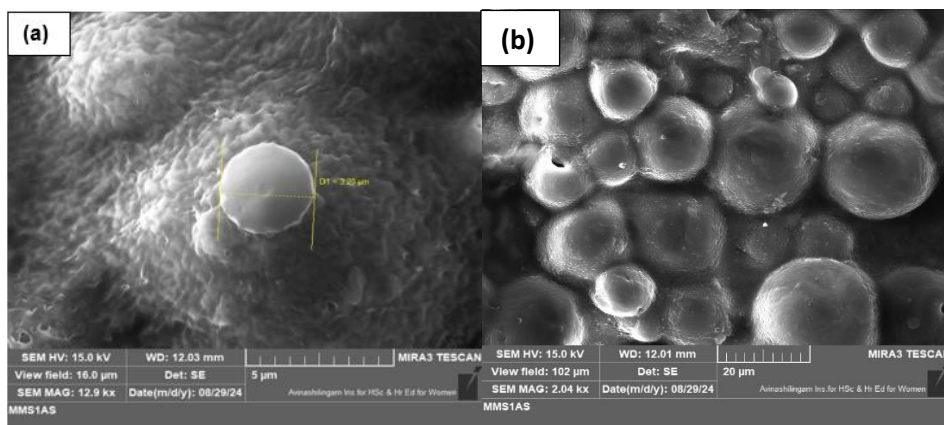 (a)
D1 = 3.20 µm
SEM HV: 15.0 kV
WD: 12.03 mm
MIRA3 TESCAN
View field: 16.0 µm
Det: SE
5 µm
SEM MAG: 12.9 kx
Date(m/d/y): 08/29/24
Avinashilingam Ins.for HSc & Hr Ed for Women
MMS1AS
(b)
SEM HV: 15.0 kV
WD: 12.01 mm
MIRA3 TESCAN
View field: 102 µm
Det: SE
20 µm
SEM MAG: 2.04 kx
Date(m/d/y): 08/29/24
Avinashilingam Ins.for HSc & Hr Ed for Women
MMS1AS